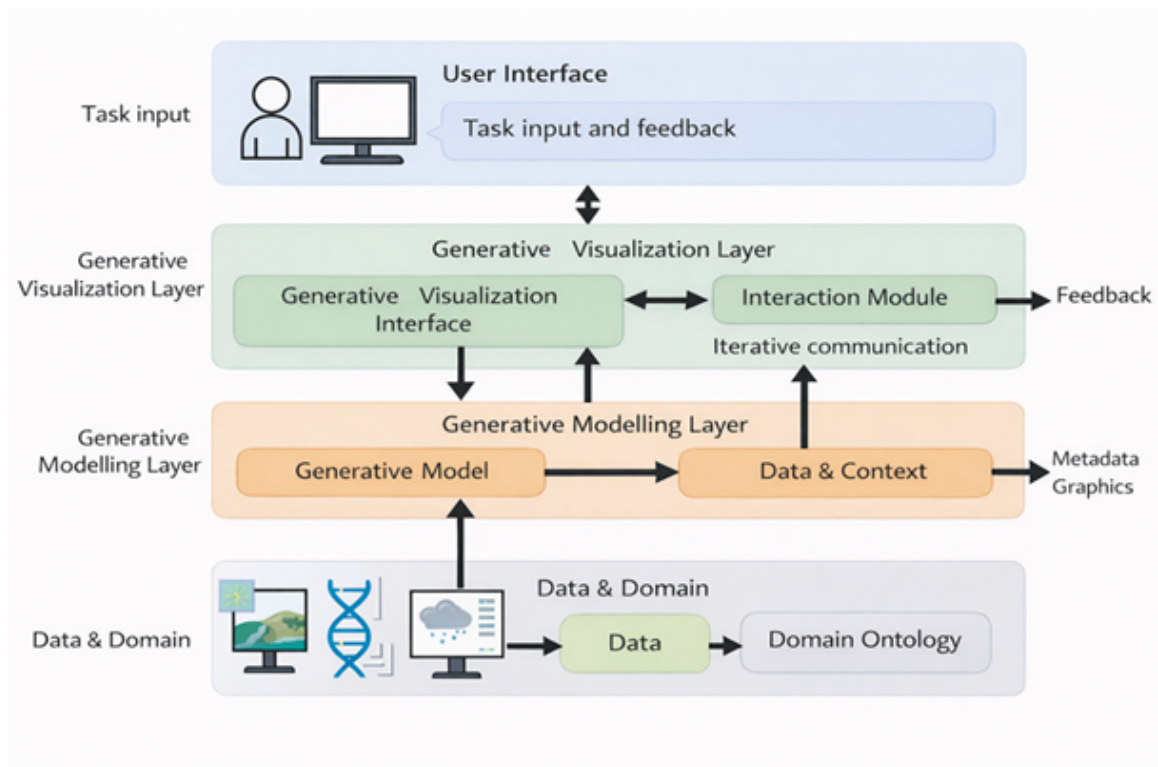 User Interface
Task input
Task input and feedback
Generative Visualization Layer
Generative
Visualization Layer
Generative Visualization
Interface
Interaction Module
Feedback
Iterative communication
Generative Modelling Layer
Generative
Modelling Layer
Generative Model
Data & Context
Metadata
Graphics
Data & Domain
Data & Domain
Data
Domain Ontology